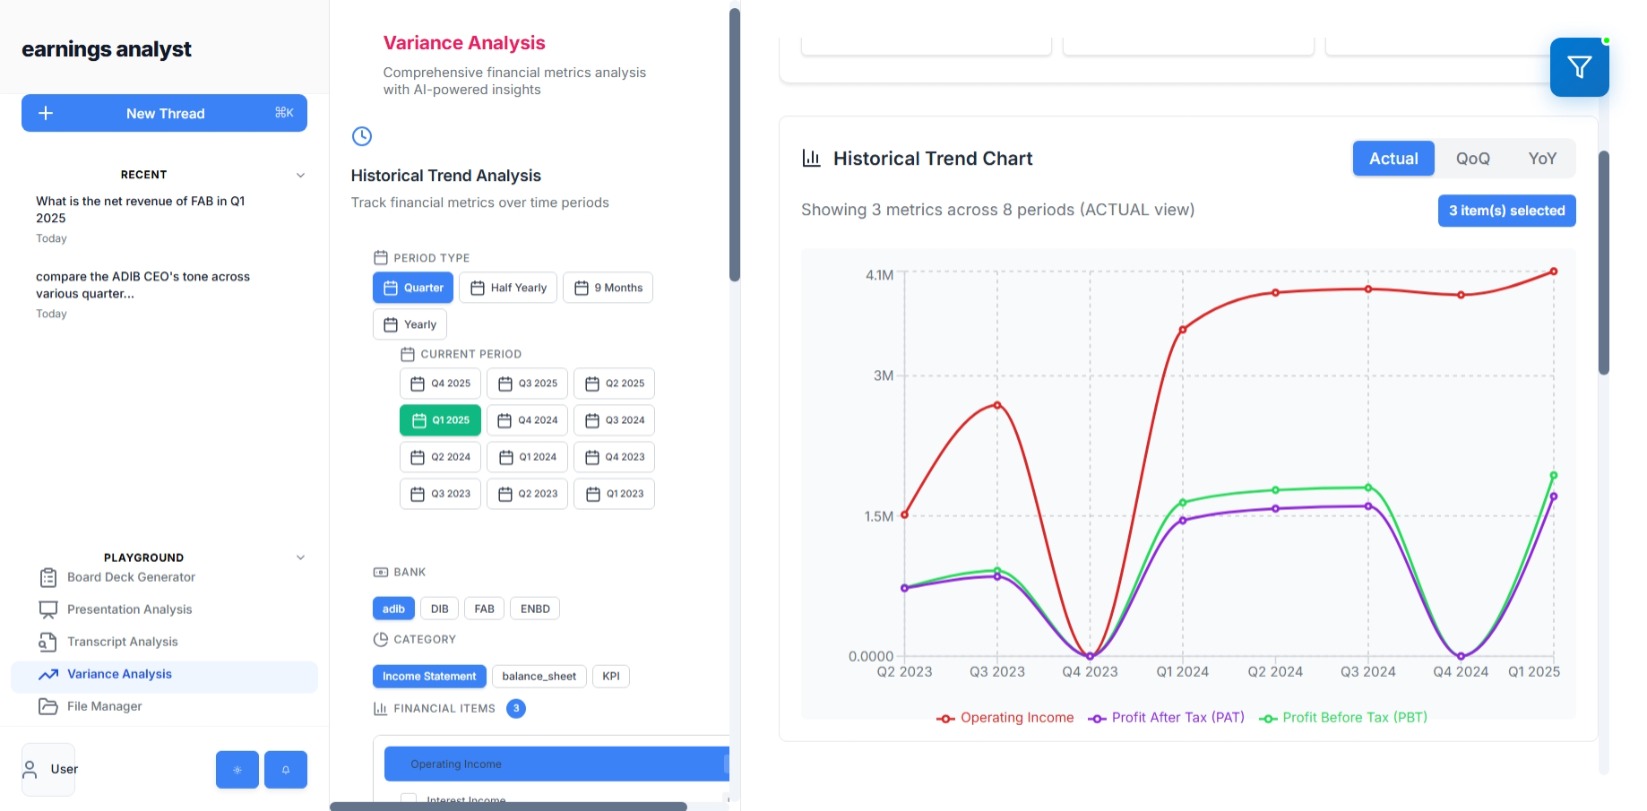 earnings analyst
New Thread
⌘K
RECENT
What is the net revenue of FAB in Q1
2025
Today
compare the ADIB CEO's tone across
various quarter...
Today
PLAYGROUND
Board Deck Generator
Presentation Analysis
Transcript Analysis
Variance Analysis
File Manager
User
Variance Analysis
Comprehensive financial metrics analysis
with AI-powered insights
Historical Trend Analysis
Track financial metrics over time periods
PERIOD TYPE
Quarter
Half Yearly
9 Months
Yearly
CURRENT PERIOD
Q4 2025
Q3 2025
Q2 2025
Q1 2025
Q4 2024
Q3 2024
Q2 2024
Q1 2024
Q4 2023
Q3 2023
Q2 2023
Q1 2023
BANK
adib
DIB
FAB
ENBD
CATEGORY
Income Statement
balance_sheet
KPI
FINANCIAL ITEMS
3
Operating Income
Interest Income
Historical Trend Chart
Actual
QoQ
YoY
Showing 3 metrics across 8 periods (ACTUAL view)
3 item(s) selected
4.1M
3M
1.5M
0.0000
Q2 2023
Q3 2023
Q4 2023
Q1 2024
Q2 2024
Q3 2024
Q4 2024
Q1 2025
Operating Income
Profit After Tax (PAT)
Profit Before Tax (PBT)